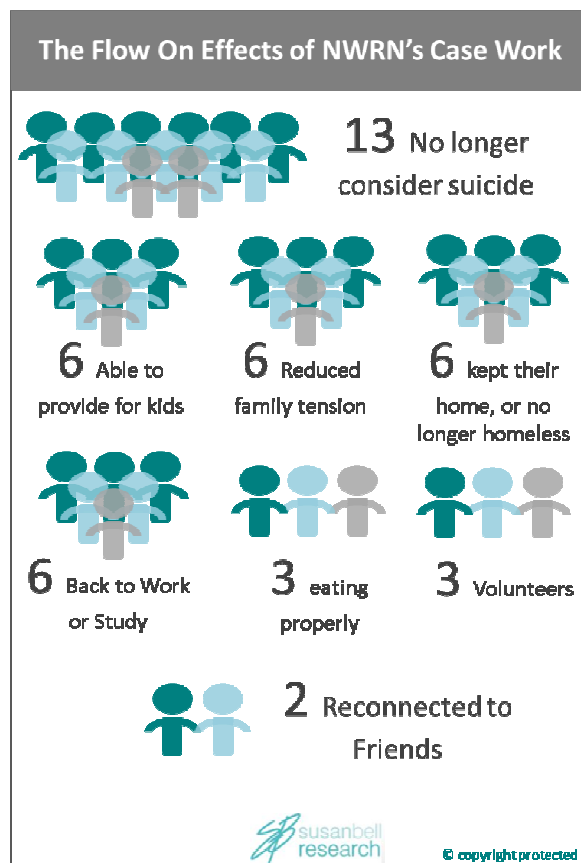 The Flow On Effects of NWRN's Case Work
13 No longer
consider suicide
6 Able to
provide for kids
6 Reduced
family tension
6 kept their
home, or no
longer homeless
6 Back to Work
or Study
3 eating
properly
3 Volunteers
2 Reconnected to
Friends
SB susanbell
research
© copyright protected